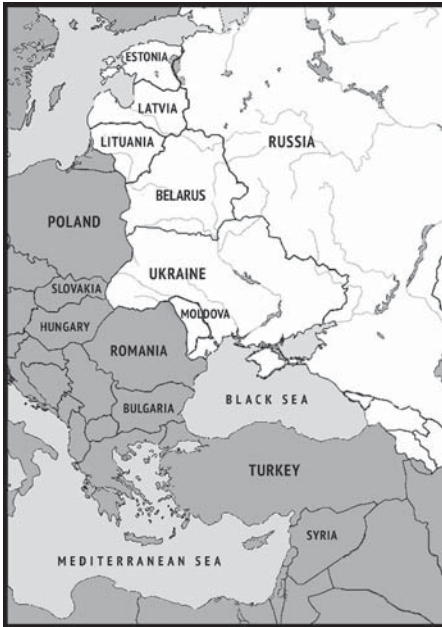 ESTONIA
LATVIA
LITUANIA
RUSSIA
BELARUS
POLAND
UKRAINE
SLOVAKIA
MOLDOVA
HUNGARY
ROMANIA
BLACK SEA
BULGARIA
TURKEY
SYRIA
MEDITERRANEAN SEA